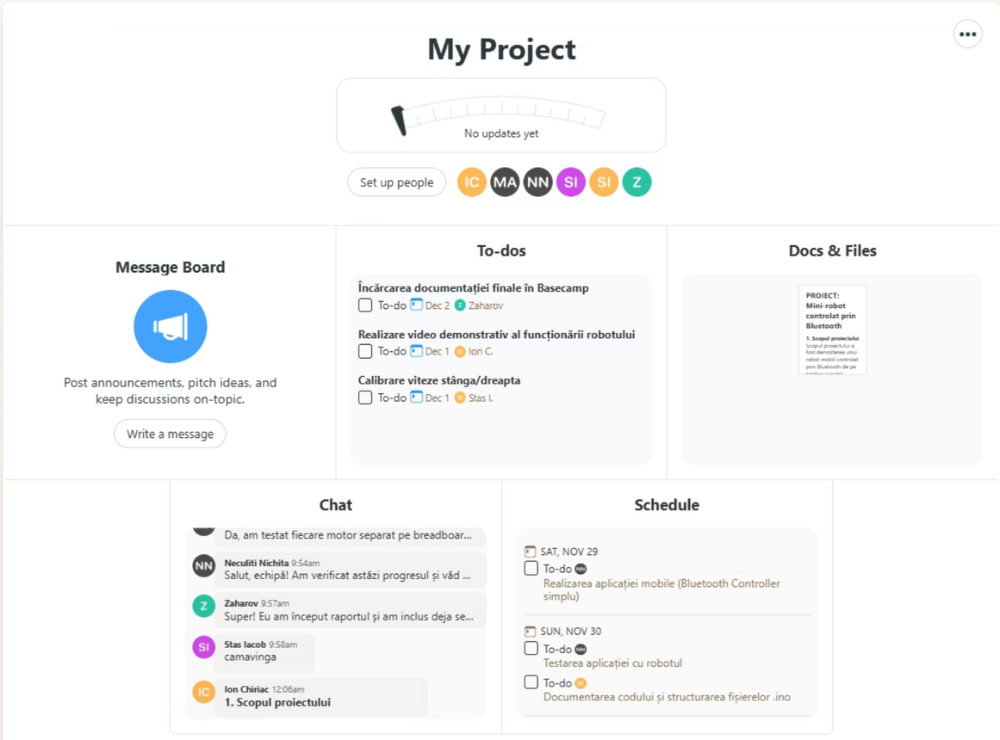 My Project
No updates yet
Set up people
IC
MA
NN
SI
SI
Z
Message Board
Post announcements, pitch ideas, and
keep discussions on-topic.
Write a message
To-dos
Încărcarea documentației finale în Basecamp
To-do Dec 2 Z Zaharov
Realizare video demonstrativ al funcționării robotului
To-do Dec 1 IC Ion C.
Calibrare viteze stânga/dreapta
To-do Dec 1 SI Stas I.
Docs & Files
PROIECT:
Mini-robot
controlat prin
Bluetooth
1. Scopul proiectului
Scopul proiectului a
fost dezvoltarea unui
robot mobil controlat
prin Bluetooth de pe
Chat
Da, am testat fiecare motor separat pe breadboar...
NN
Neculiti Nichita 9:54am
Salut, echipă! Am verificat astăzi progresul și văd ...
Z
Zaharov 9:57am
Super! Eu am început raportul și am inclus deja se...
SI
Stas Iacob 9:58am
camavinga
IC
Ion Chiriac 12:06am
1. Scopul proiectului
Schedule
SAT, NOV 29
To-do NN
Realizarea aplicației mobile (Bluetooth Controller
simplu)
SUN, NOV 30
To-do NN
Testarea aplicației cu robotul
To-do IC
Documentarea codului și structurarea fișierelor .ino